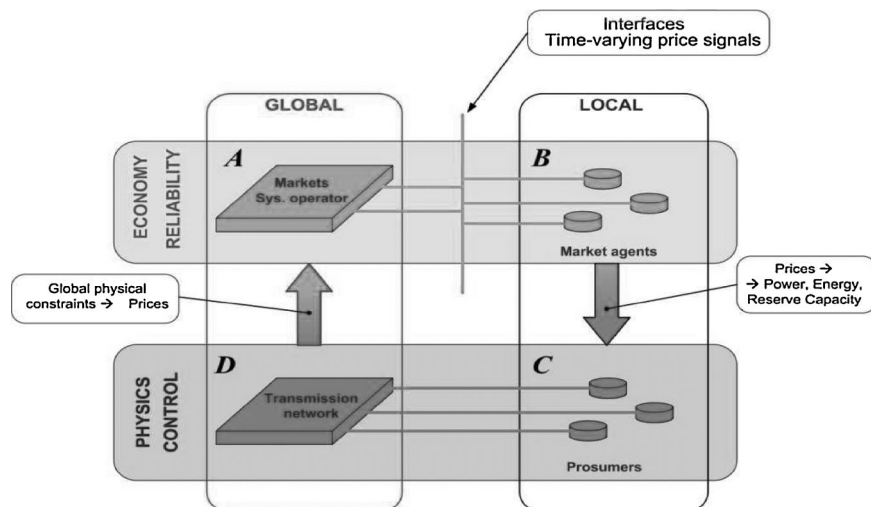 Interfaces
Time-varying price signals
GLOBAL
LOCAL
ECONOMY
RELIABILITY
A
Markets
Sys. operator
B
Market agents
Global physical
constraints → Prices
Prices →
→ Power, Energy,
Reserve Capacity
PHYSICS
CONTROL
D
Transmission
network
C
Prosumers